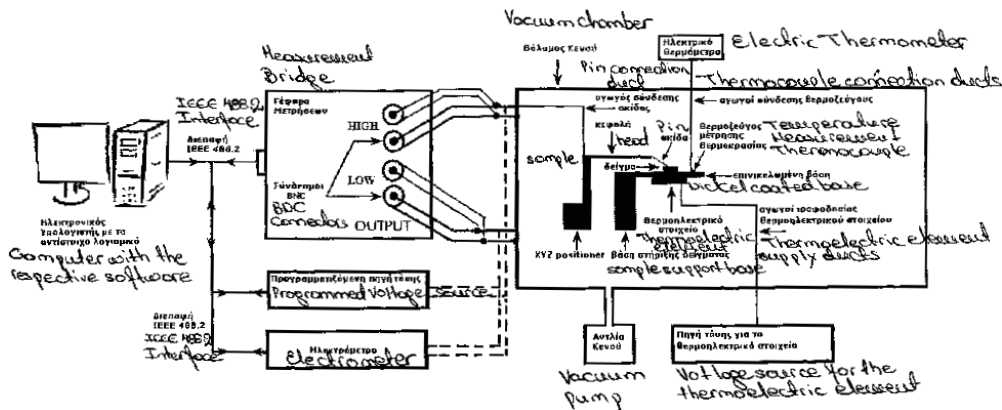 Vacuum chamber
Θάλαμος Κενού
Ηλεκτρικό
Θερμόμετρο
Electric Thermometer
Measurement
Bridge
Γέφυρα
Μετρήσεων
Pin connection
duct
αγωγός σύνδεσης
ακίδας
Thermocouple connection ducts
αγωγοί σύνδεσης θερμοζεύγους
IEEE 488.2
Interface
Διεπαφή
IEEE 488.2
HIGH
LOW
Σύνδεσμοι
BNC
BDC
Connectors
OUTPUT
κεφαλή
head
Pin
ακίδα
sample
δείγμα
Θερμοζεύγος
μέτρησης
θερμοκρασίας
Temperature
Measurement
Thermocouple
επινικελωμένη βάση
Nickel coated base
Θερμοηλεκτρικό
στοιχείο
Thermoelectric
element
αγωγοί τροφοδοσίας
θερμοηλεκτρικού στοιχείου
Thermoelectric element
supply ducts
XYZ positioner
βάση στήριξης δείγματος
sample support base
Ηλεκτρονικός
Υπολογιστής με το
αντίστοιχο λογισμικό
Computer with the
respective software
Προγραμματιζόμενη πηγή τάσης
Programmed Voltage source
Διεπαφή
IEEE 488.2
IEEE 488.2
Interface
Ηλεκτρόμετρο
Electrometer
Αντλία
Κενού
Vacuum
pump
Πηγή τάσης για το
θερμοηλεκτρικό στοιχείο
Voltage source for the
thermoelectric element